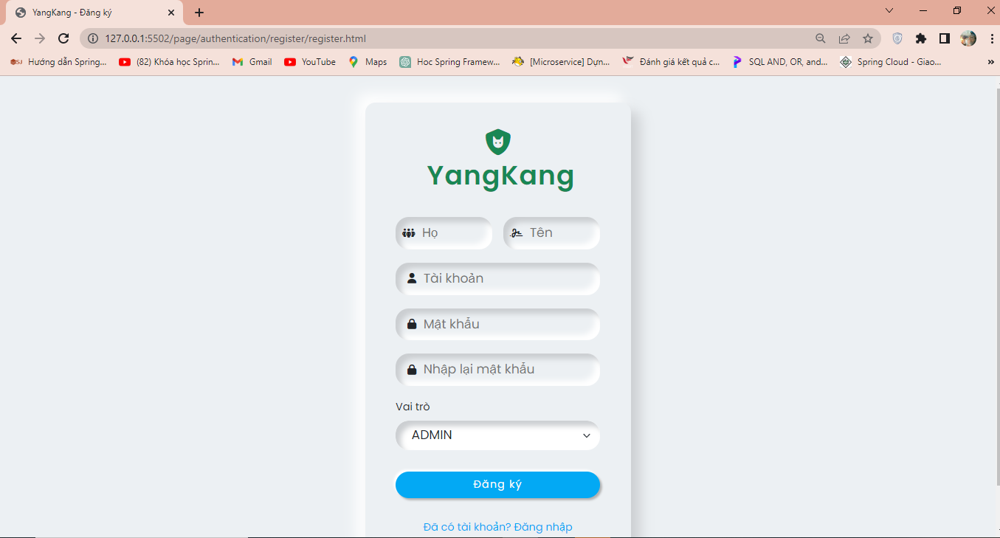 YangKang - Đăng ký
127.0.0.1:5502/page/authentication/register/register.html
Hướng dẫn Spring...
(82) Khóa học Sprin...
Gmail
YouTube
Maps
Hoc Spring Framew...
[Microservice] Dựn...
Đánh giá kết quả c...
SQL AND, OR, and...
Spring Cloud - Giao...
»
YangKang
Họ
Tên
Tài khoản
Mật khẩu
Nhập lại mật khẩu
Vai trò
ADMIN
Đăng ký
Đã có tài khoản? Đăng nhập